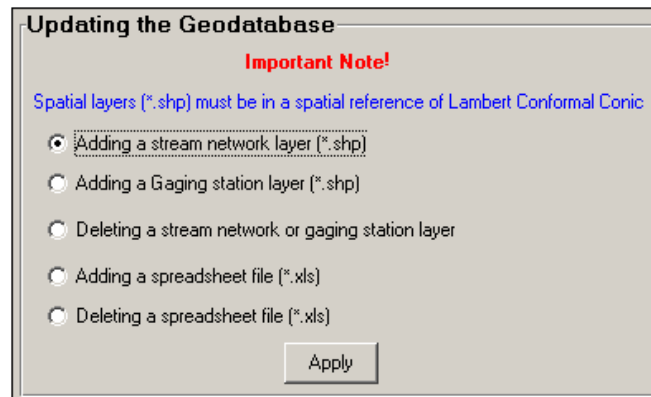 Updating the Geodatabase
Important Note!
Spatial layers (*.shp) must be in a spatial reference of Lambert Conformal Conic
Adding a stream network layer (*.shp)
Adding a Gaging station layer (*.shp)
Deleting a stream network or gaging station layer
Adding a spreadsheet file (*.xls)
Deleting a spreadsheet file (*.xls)
Apply